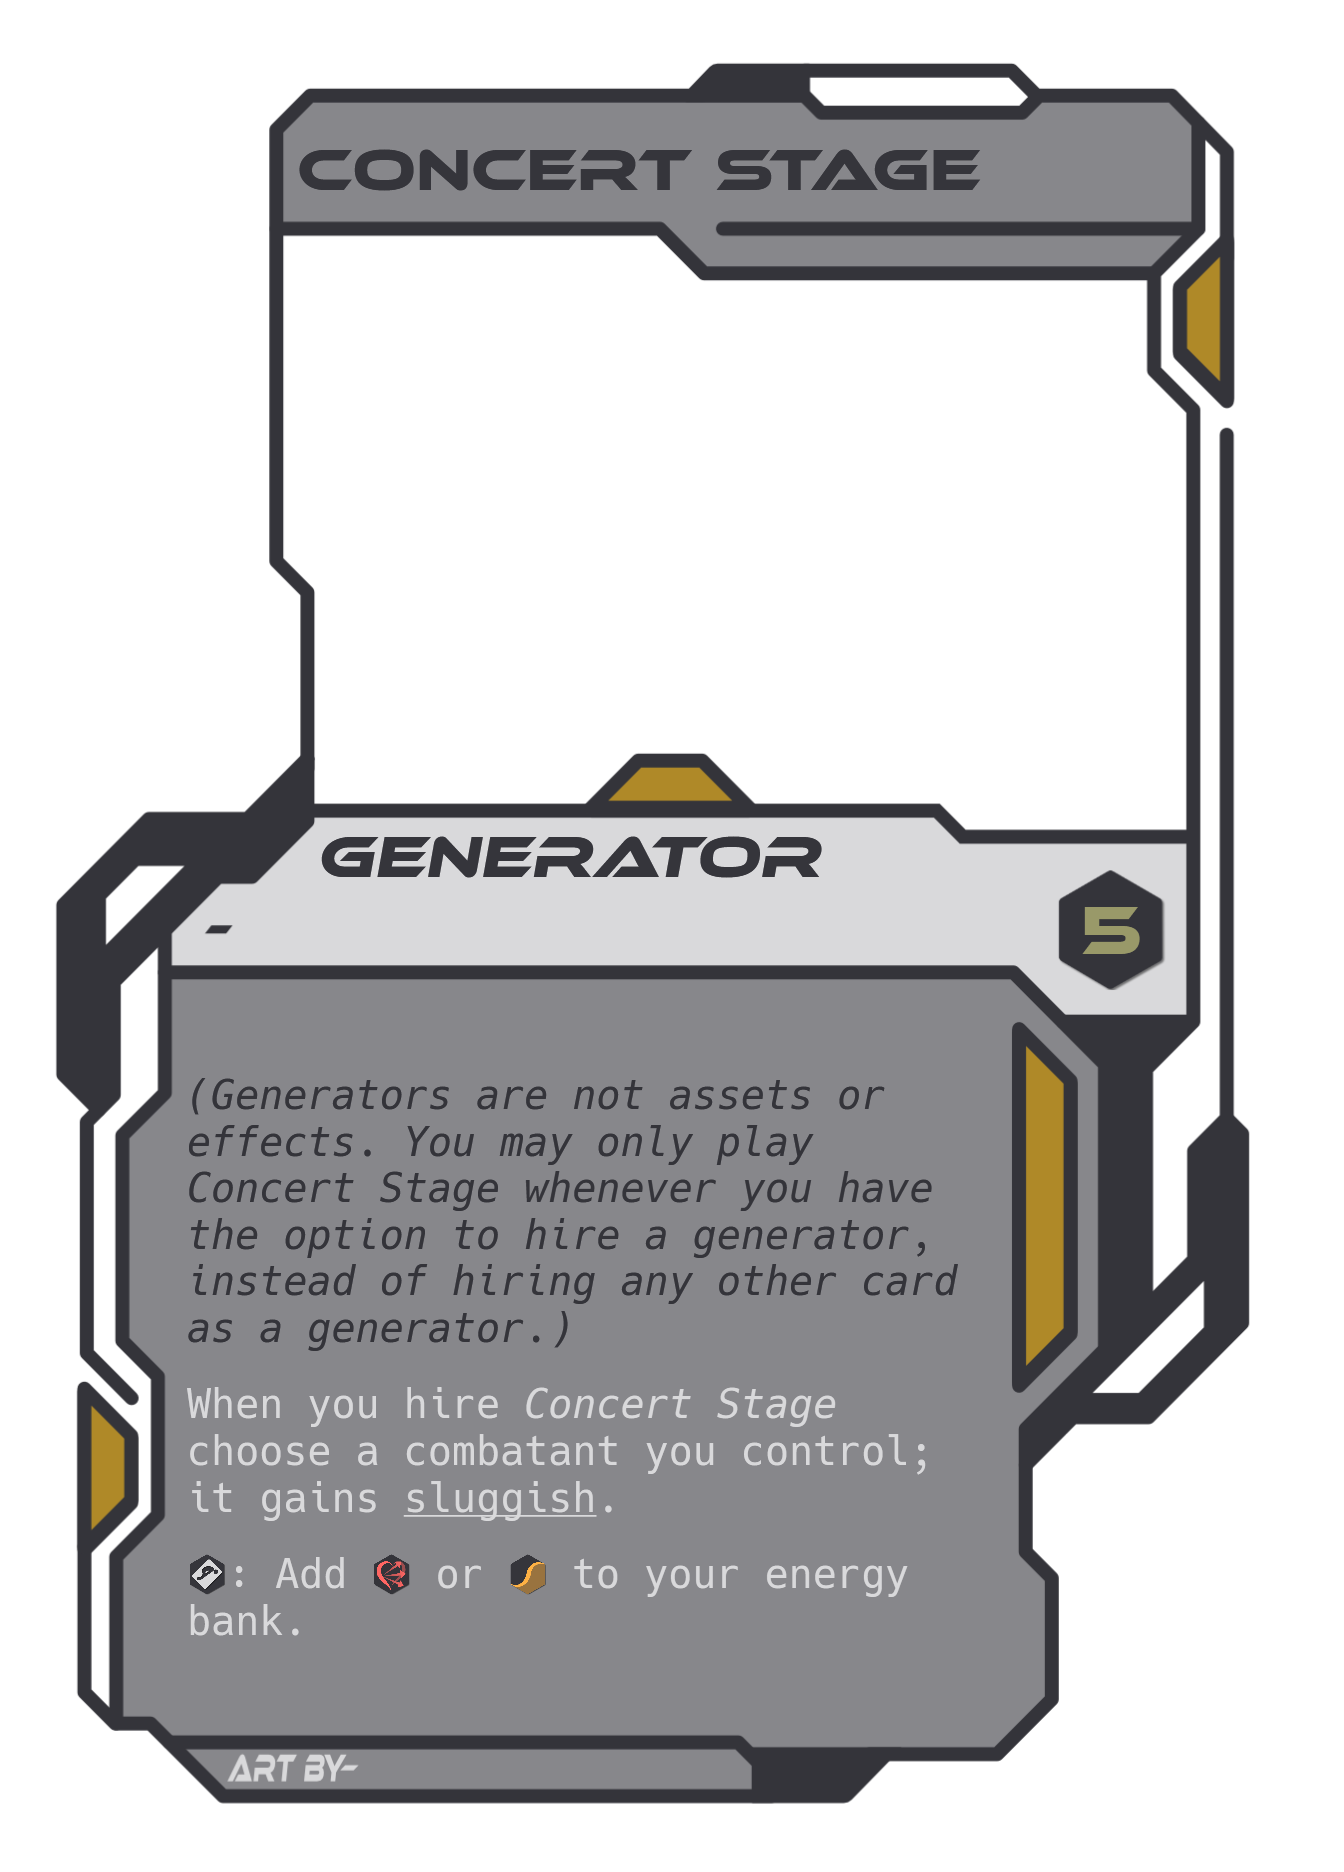 CONCERT STAGE
GENERATOR
-
5
(Generators are not assets or
effects. You may only play
Concert Stage whenever you have
the option to hire a generator,
instead of hiring any other card
as a generator.)
When you hire Concert Stage
choose a combatant you control;
it gains sluggish.
: Add or to your energy
bank.
ART BY-